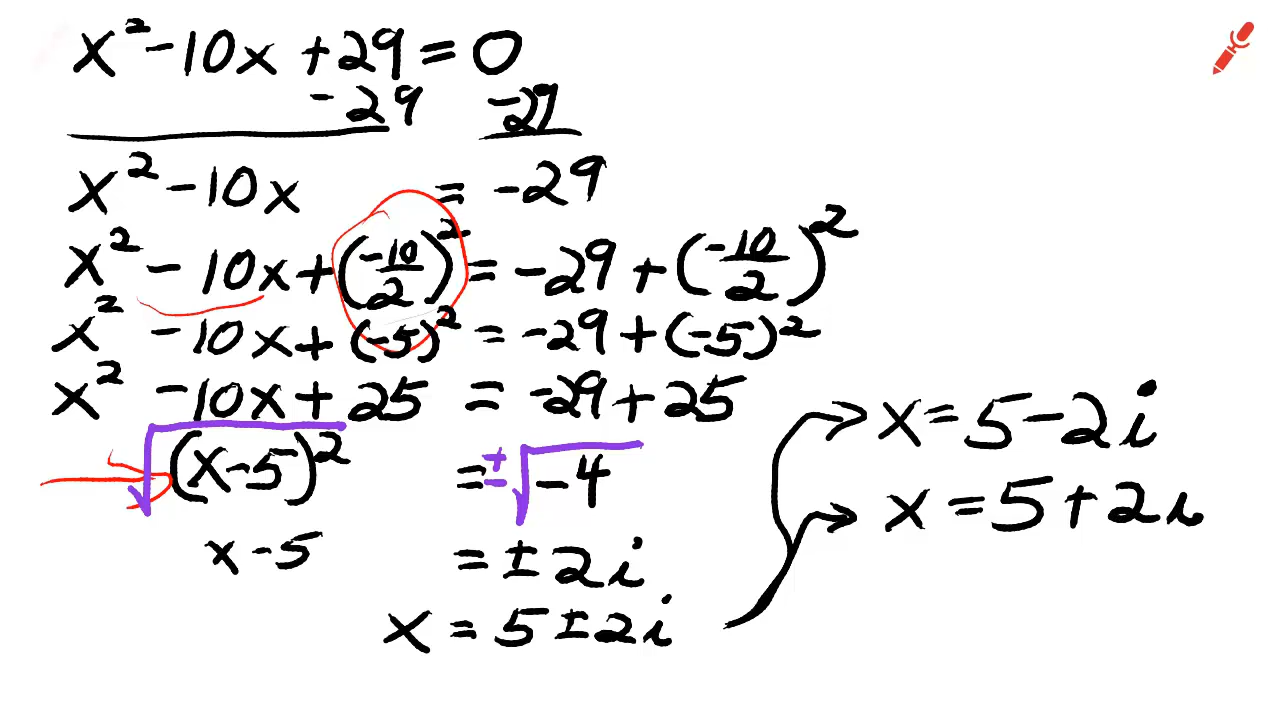 x² - 10x + 29 = 0
- 29 -29
x² - 10x = -29
x² - 10x + (-10/2)² = -29 + (-10/2)²
x² - 10x + (-5)² = -29 + (-5)²
x² - 10x + 25 = -29 + 25
√(x-5)² = ±√-4
x - 5 = ± 2i
x = 5 ± 2i
x = 5 - 2i
x = 5 + 2i